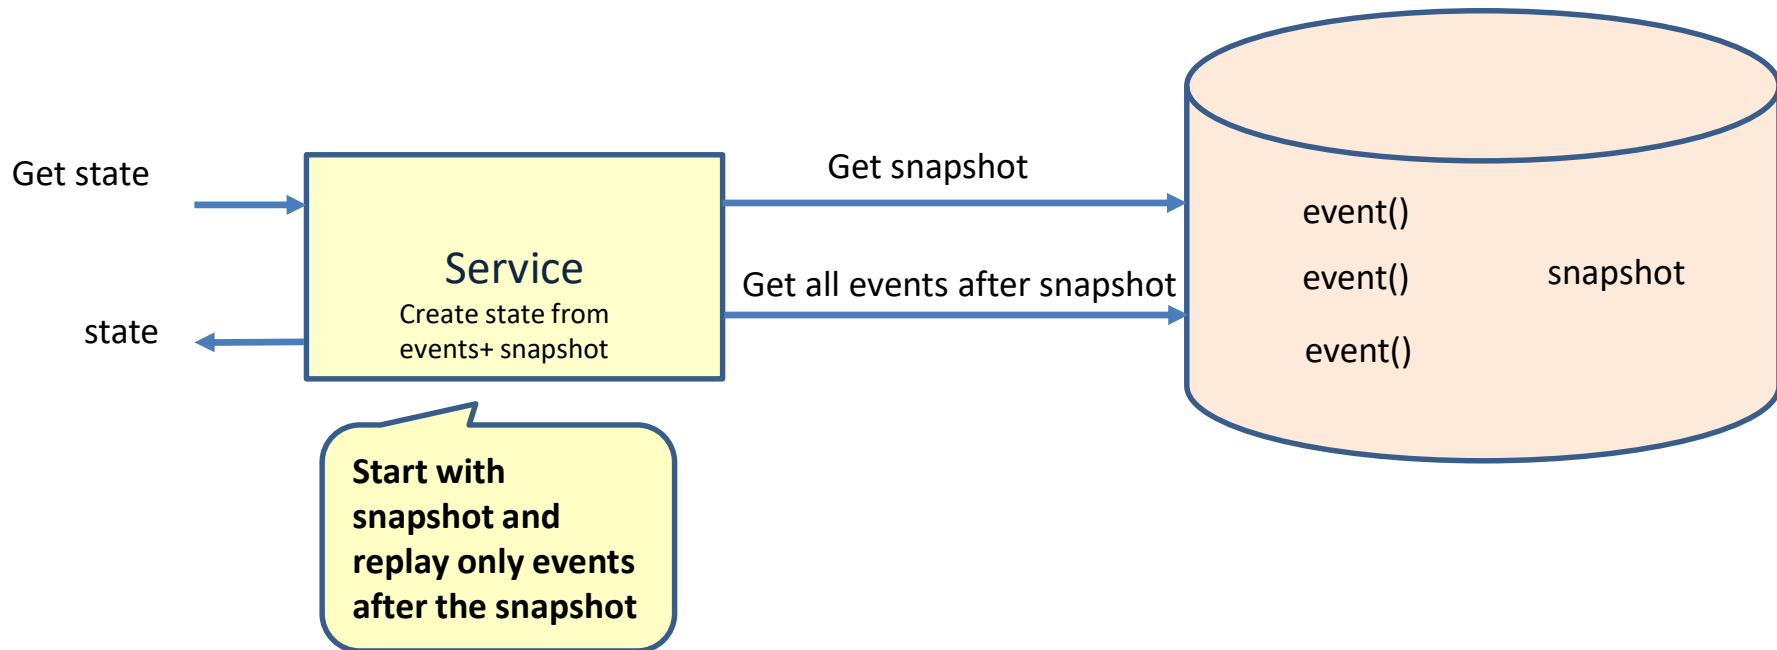 Get state
state
Service
Create state from
events+ snapshot
Start with
snapshot and
replay only events
after the snapshot
Get snapshot
Get all events after snapshot
event()
event()
event()
snapshot